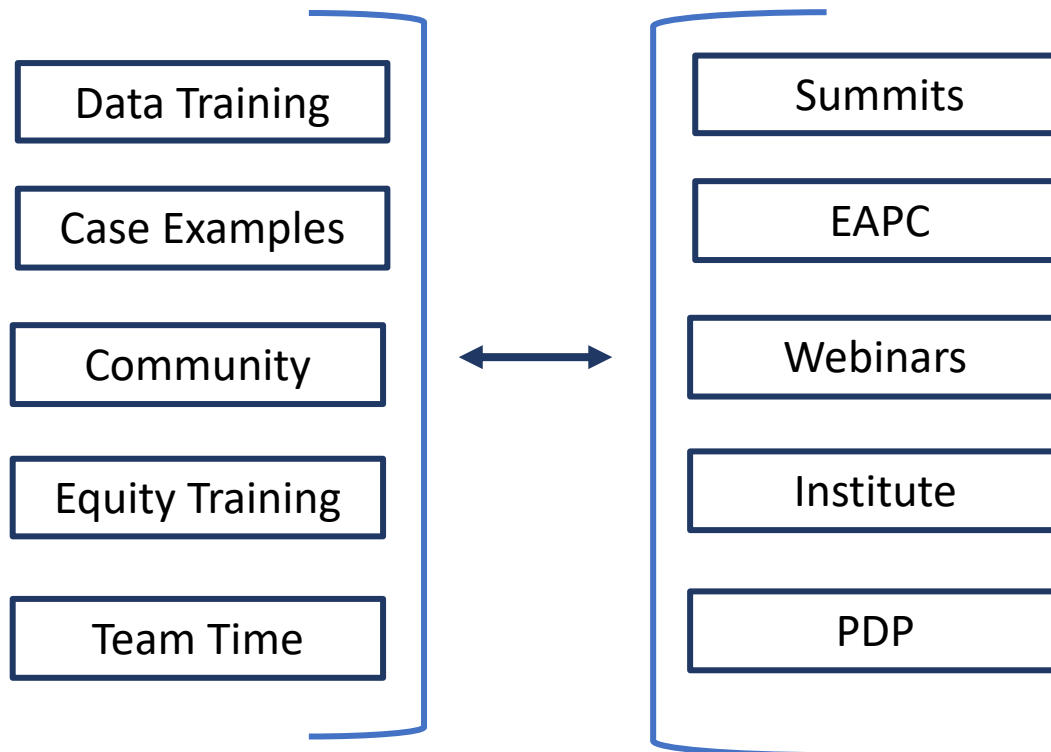 Data Training
Case Examples
Community
Equity Training
Team Time
Summits
EAPC
Webinars
Institute
PDP